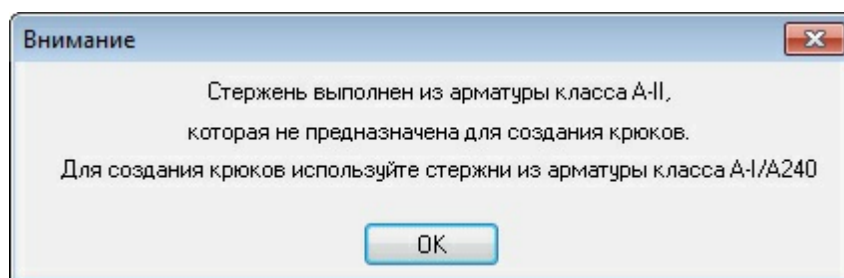 Внимание
Стержень выполнен из арматуры класса A-II,
которая не предназначена для создания крюков.
Для создания крюков используйте стержни из арматуры класса A-I/A240
OK